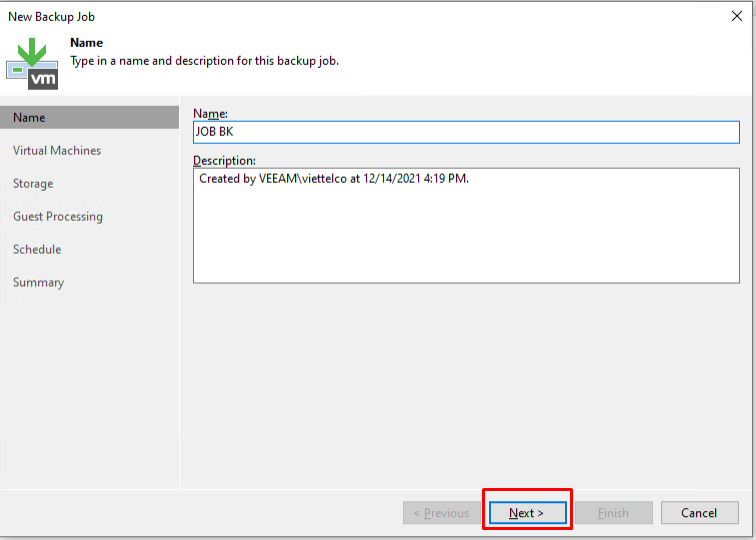 New Backup Job
Name
Type in a name and description for this backup job.
vm
Name
Virtual Machines
Storage
Guest Processing
Schedule
Summary
Name:
JOB BK
Description:
Created by VEEAM\viettelco at 12/14/2021 4:19 PM.
< Previous
Next >
Finish
Cancel